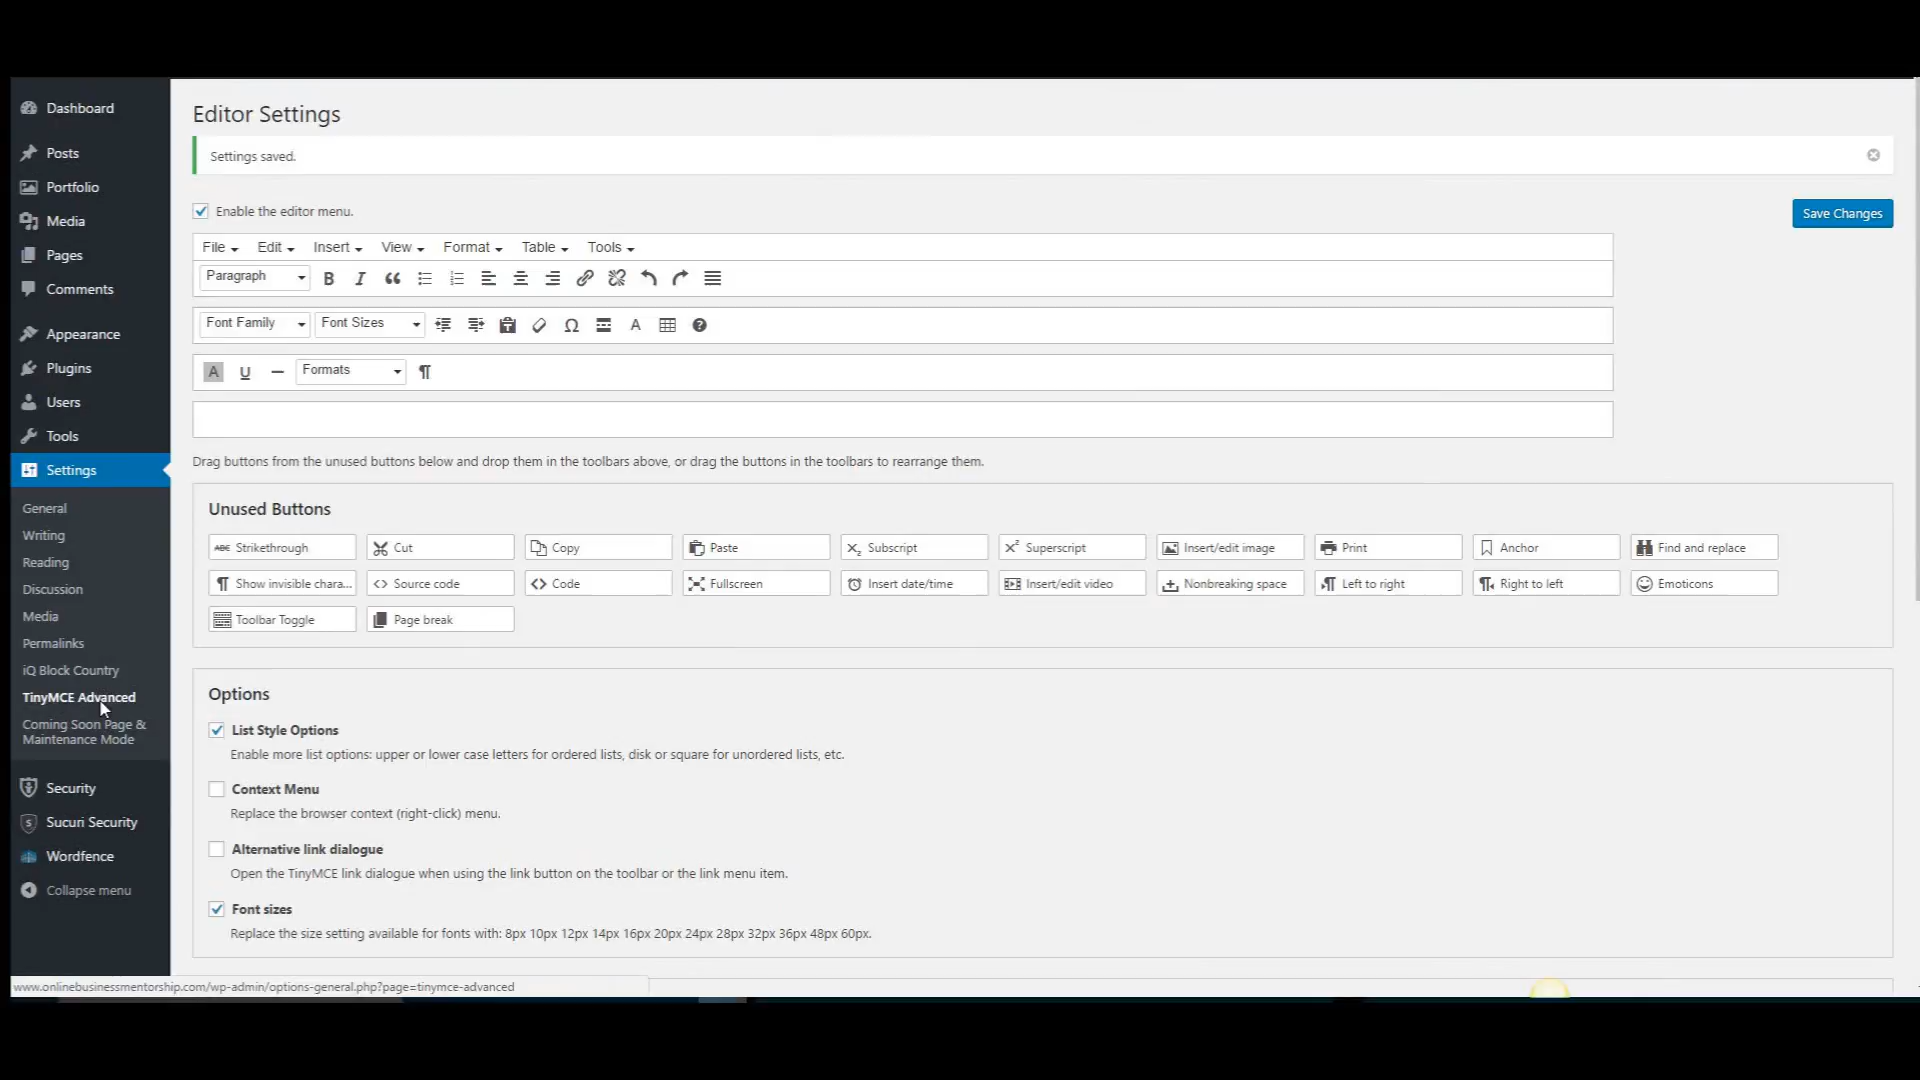 Dashboard
Posts
Portfolio
Media
Pages
Comments
Appearance
Plugins
Users
Tools
Settings
General
Writing
Reading
Discussion
Media
Permalinks
iQ Block Country
TinyMCE Advanced
Coming Soon Page &
Maintenance Mode
Security
Sucuri Security
Wordfence
Collapse menu
Editor Settings
Settings saved.
Enable the editor menu.
Save Changes
File Edit Insert View Format Table Tools
Paragraph B I
Font Family Font Sizes Ω A
A U Formats ¶
Drag buttons from the unused buttons below and drop them in the toolbars above, or drag the buttons in the toolbars to rearrange them.
Unused Buttons
ABC Strikethrough Cut Copy Paste X₂ Subscript X² Superscript Insert/edit image Print Anchor Find and replace
¶ Show invisible chara... <> Source code <> Code Fullscreen Insert date/time Insert/edit video Nonbreaking space Left to right Right to left Emoticons
Toolbar Toggle Page break
Options
List Style Options
Enable more list options: upper or lower case letters for ordered lists, disk or square for unordered lists, etc.
Context Menu
Replace the browser context (right-click) menu.
Alternative link dialogue
Open the TinyMCE link dialogue when using the link button on the toolbar or the link menu item.
Font sizes
Replace the size setting available for fonts with: 8px 10px 12px 14px 16px 20px 24px 28px 32px 36px 48px 60px.
www.onlinebusinessmentorship.com/wp-admin/options-general.php?page=tinymce-advanced